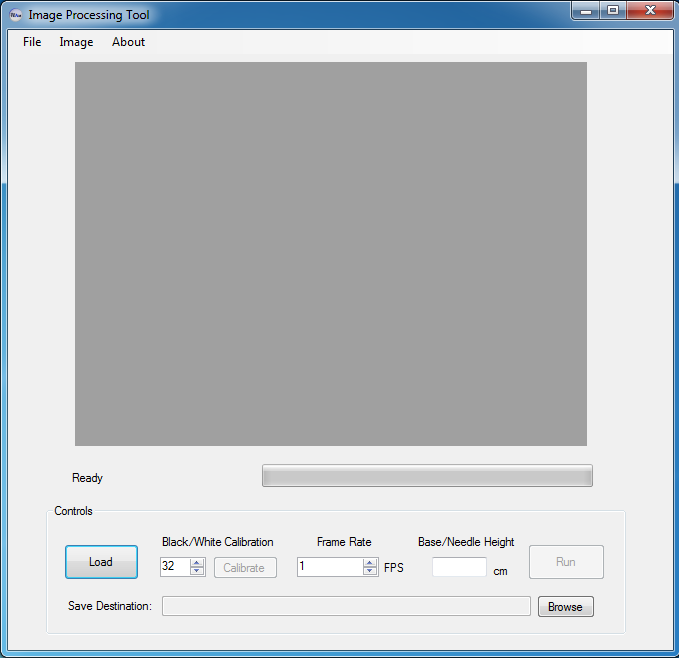 Image Processing Tool
File Image About
Ready
Controls
Black/White Calibration Frame Rate Base/Needle Height
Load 32 Calibrate 1 FPS cm Run
Save Destination: Browse